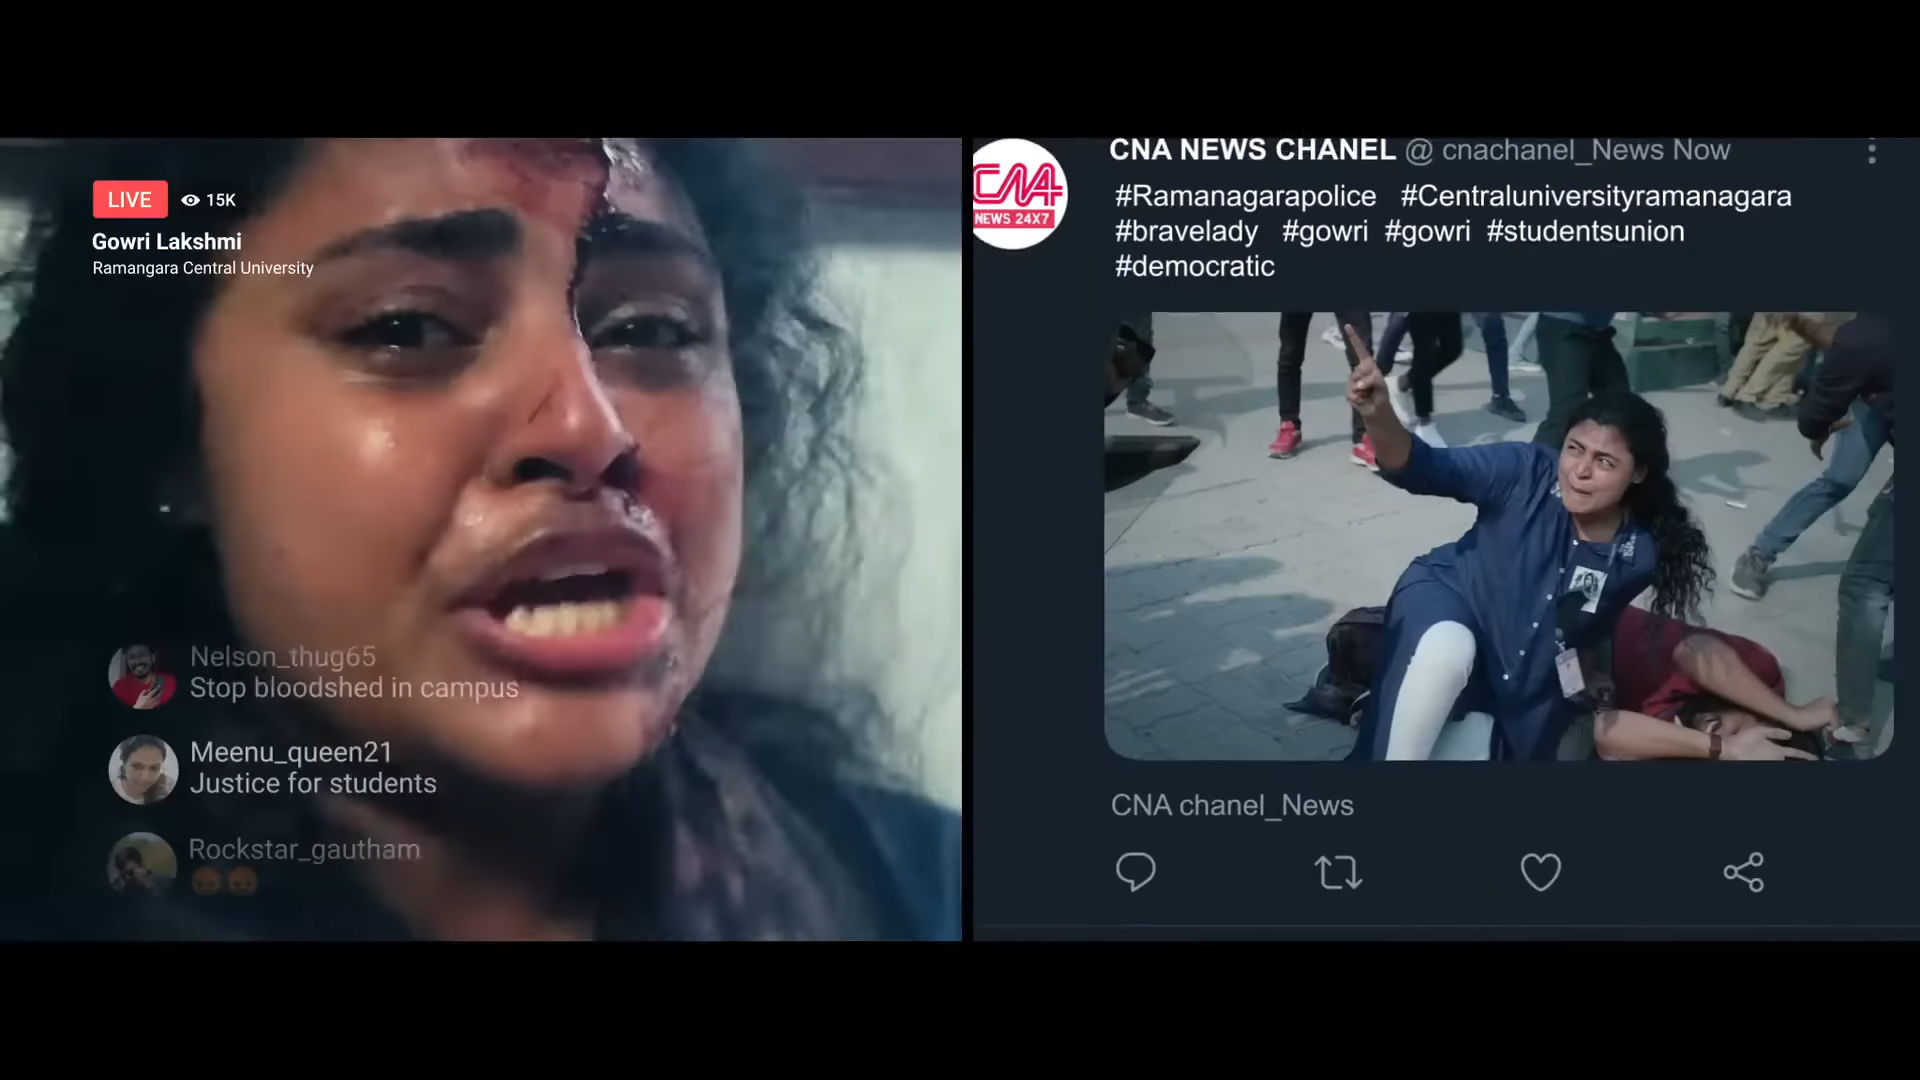 LIVE 15K
Gowri Lakshmi
Ramangara Central University
Nelson_thug65
Stop bloodshed in campus
Meenu_queen21
Justice for students
Rockstar_gautham
CNA NEWS CHANEL @ cnachanel_News Now
CNA
NEWS 24X7
#Ramanagarapolice #Centraluniversityramanagara
#bravelady #gowri #gowri #studentsunion
#democratic
CNA chanel_News